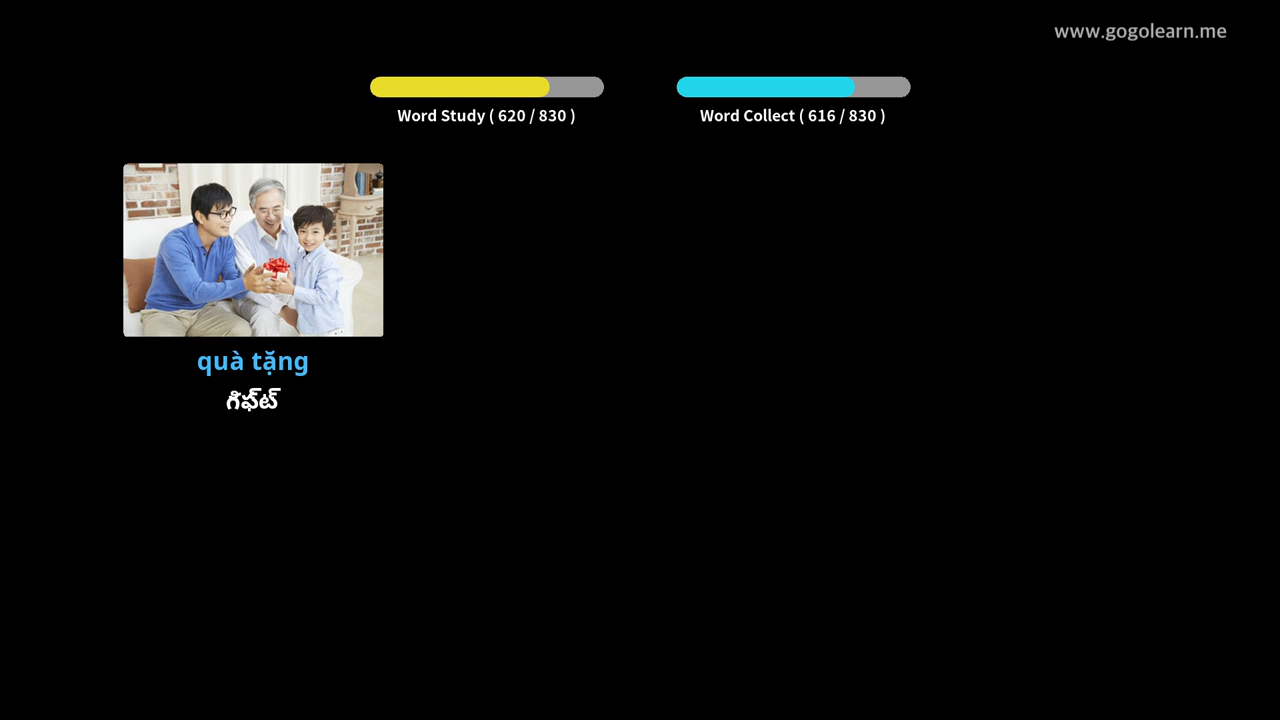 www.gogolearn.me
Word Study ( 620 / 830 )
Word Collect ( 616 / 830 )
quà tặng
గిఫ్ట్